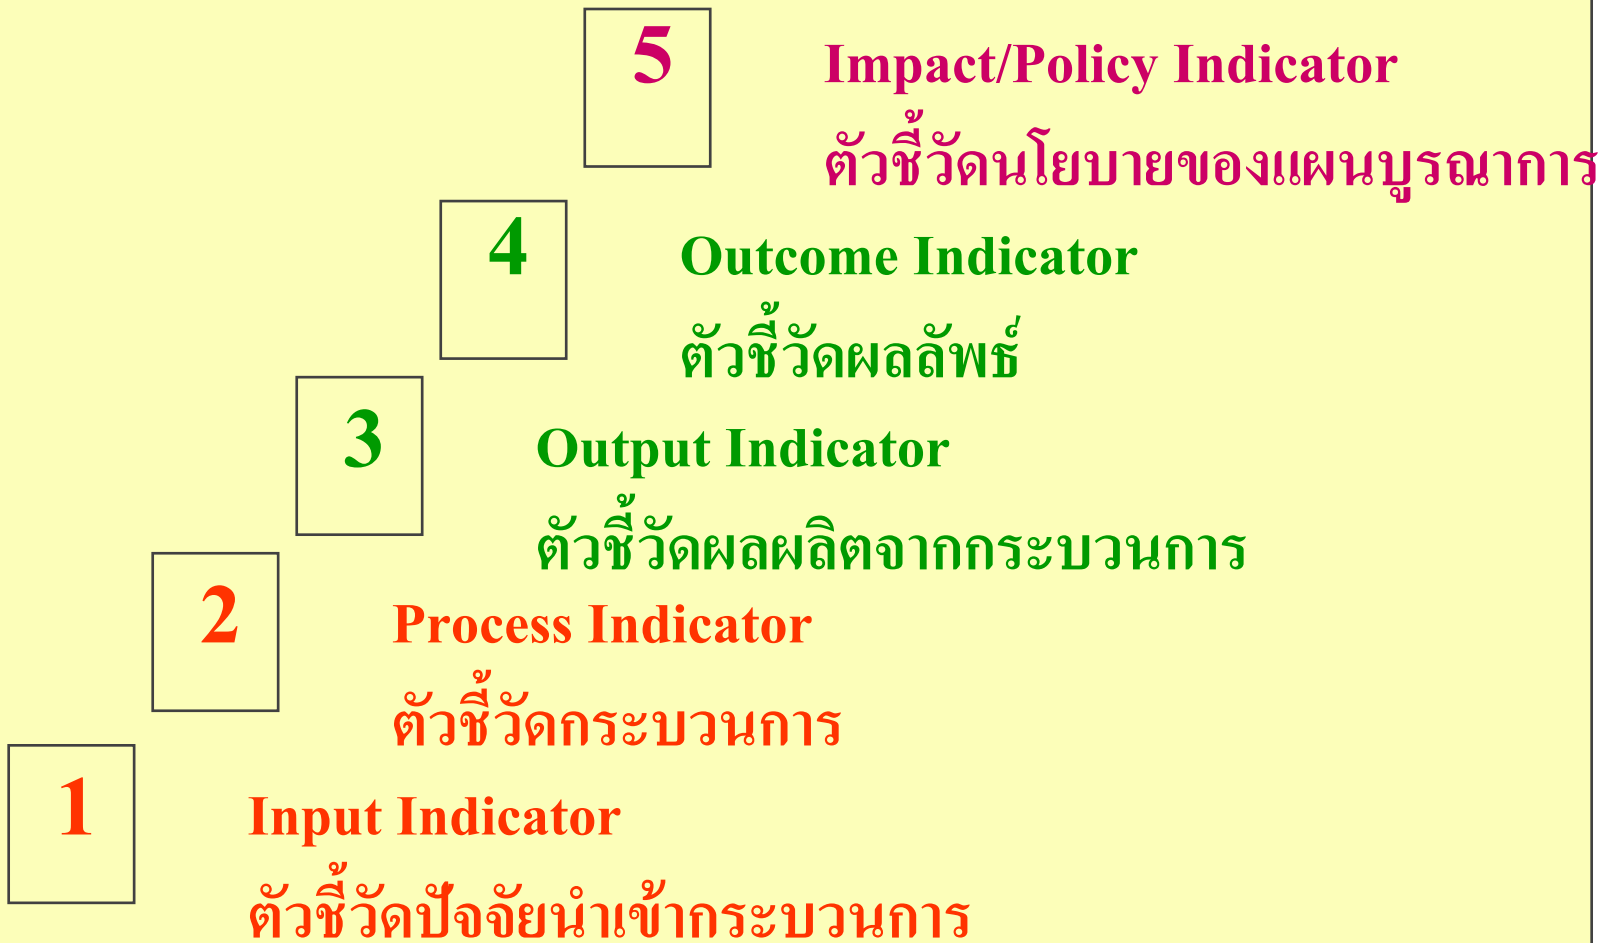 5
Impact/Policy Indicator
ตัวชี้วัดนโยบายของแผนบูรณาการ
4
Outcome Indicator
ตัวชี้วัดผลลัพธ์
3
Output Indicator
ตัวชี้วัดผลผลิตจากกระบวนการ
2
Process Indicator
ตัวชี้วัดกระบวนการ
1
Input Indicator
ตัวชี้วัดปัจจัยนำเข้ากระบวนการ